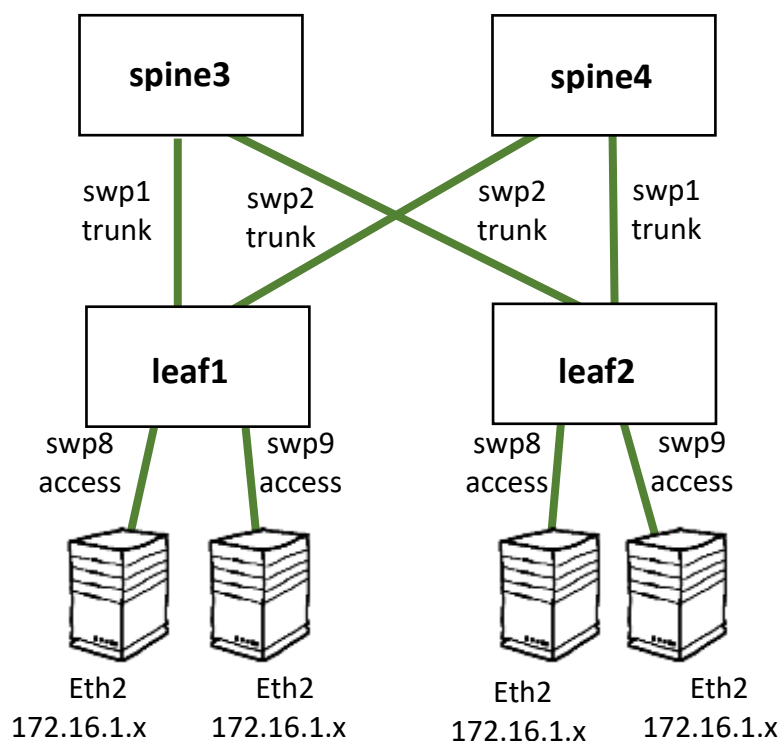 spine3
spine4
swp1
trunk
swp2
trunk
swp2
trunk
swp1
trunk
leaf1
leaf2
swp8
access
swp9
access
swp8
access
swp9
access
Eth2
172.16.1.x
Eth2
172.16.1.x
Eth2
172.16.1.x
Eth2
172.16.1.x